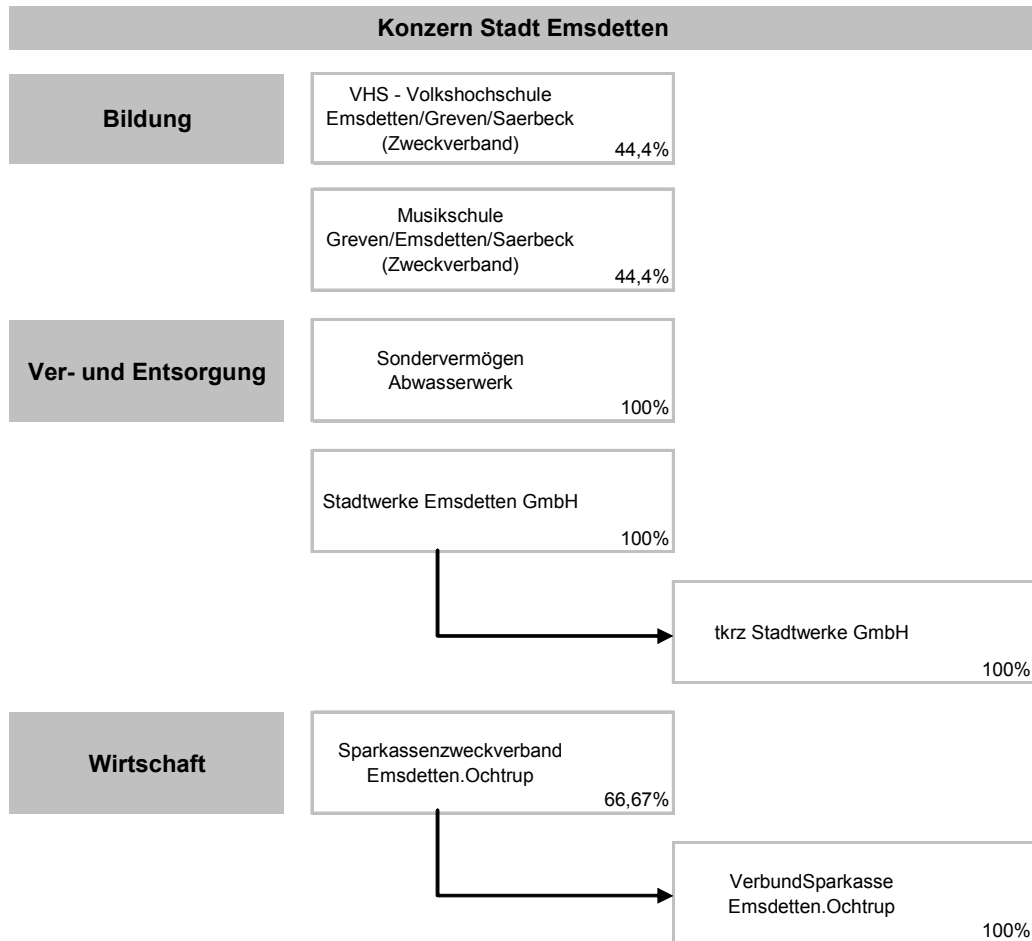 Konzern Stadt Emsdetten
Bildung
VHS - Volkshochschule
Emsdetten/Greven/Saerbeck
(Zweckverband)
44,4%
Musikschule
Greven/Emsdetten/Saerbeck
(Zweckverband)
44,4%
Ver- und Entsorgung
Sondervermögen
Abwasserwerk
100%
Stadtwerke Emsdetten GmbH
100%
tkrz Stadtwerke GmbH
100%
Wirtschaft
Sparkassenzweckverband
Emsdetten.Ochtrup
66,67%
VerbundSparkasse
Emsdetten.Ochtrup
100%